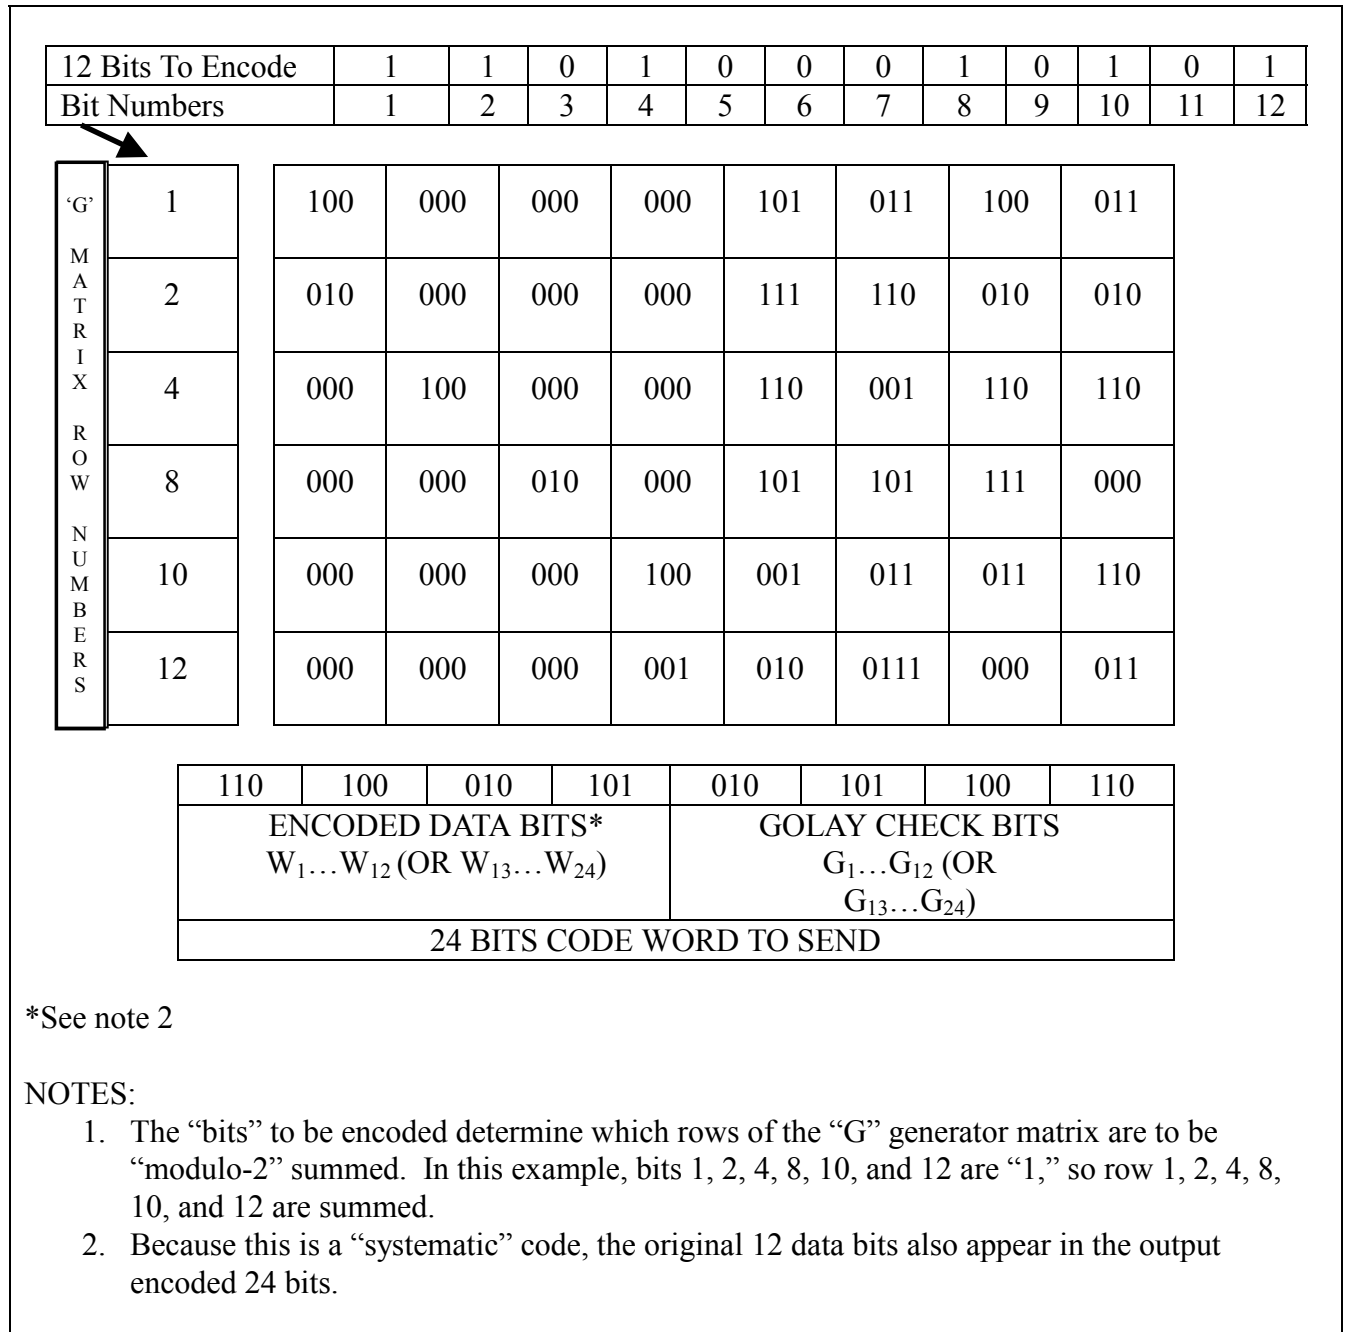 12 Bits To Encode 1 1 0 1 0 0 0 1 0 1 0 1
Bit Numbers 1 2 3 4 5 6 7 8 9 10 11 12
‘G’ MATRIX ROW NUMBERS
1 100 000 000 000 101 011 100 011
2 010 000 000 000 111 110 010 010
4 000 100 000 000 110 001 110 110
8 000 000 010 000 101 101 111 000
10 000 000 000 100 001 011 011 110
12 000 000 000 001 010 0111 000 011
110 100 010 101 010 101 100 110
ENCODED DATA BITS*
W1…W12 (OR W13…W24)
GOLAY CHECK BITS
G1…G12 (OR
G13…G24)
24 BITS CODE WORD TO SEND
*See note 2
NOTES:
1. The “bits” to be encoded determine which rows of the “G” generator matrix are to be
“modulo-2” summed. In this example, bits 1, 2, 4, 8, 10, and 12 are “1,” so row 1, 2, 4, 8,
10, and 12 are summed.
2. Because this is a “systematic” code, the original 12 data bits also appear in the output
encoded 24 bits.